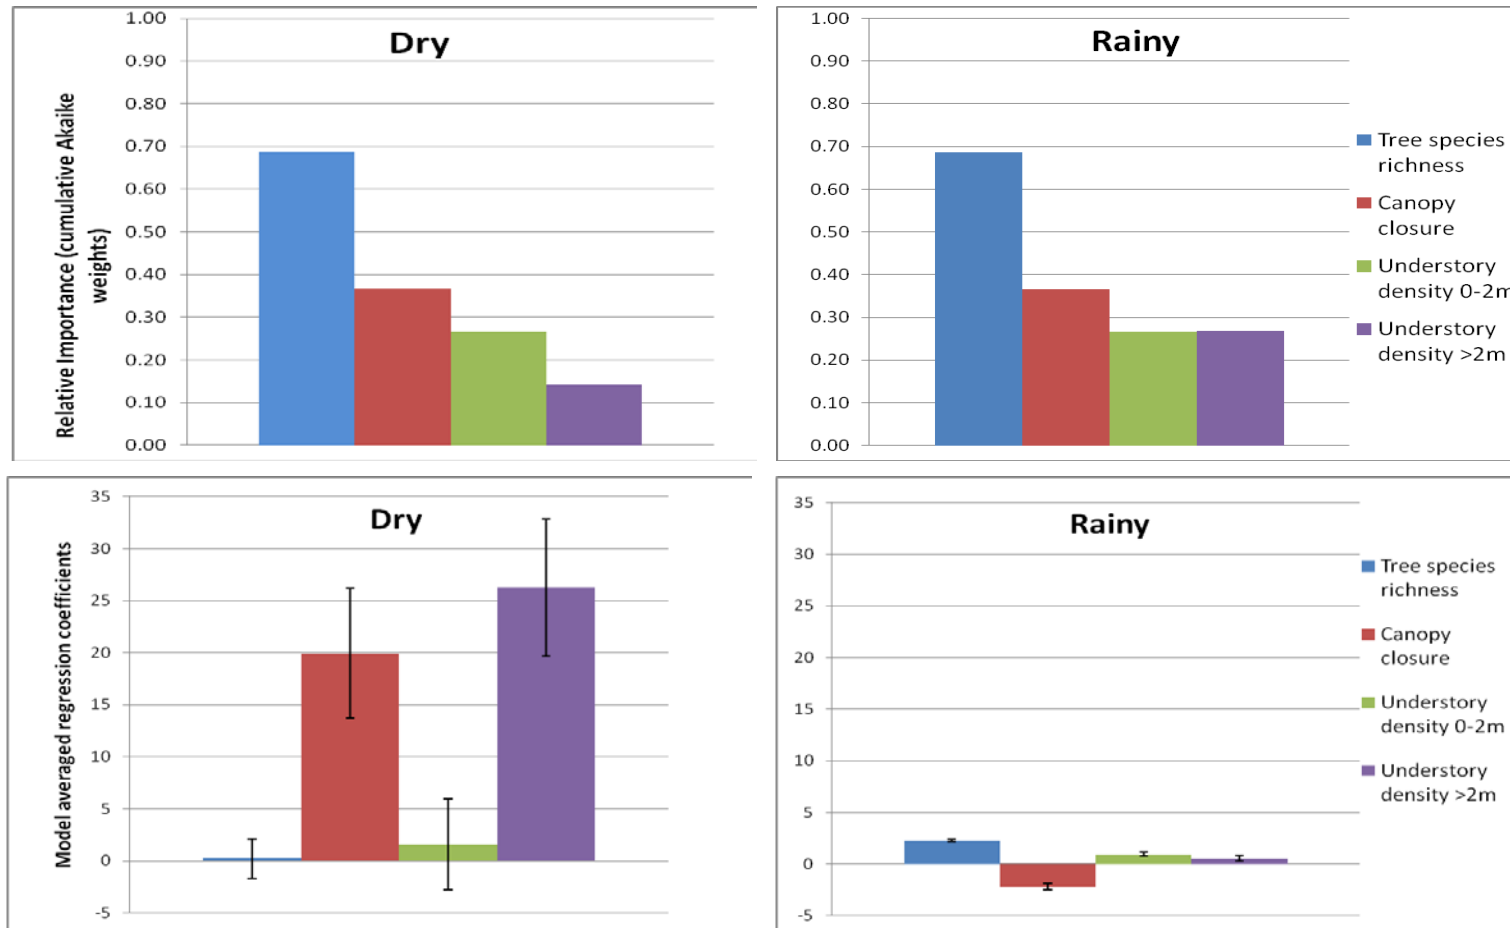 Dry
Relative Importance (cumulative Akaike
weights)
1.00
0.90
0.80
0.70
0.60
0.50
0.40
0.30
0.20
0.10
0.00
Rainy
1.00
0.90
0.80
0.70
0.60
0.50
0.40
0.30
0.20
0.10
0.00
Tree species
richness
Canopy
closure
Understory
density 0-2m
Understory
density >2m
Dry
Model averaged regression coefficients
35
30
25
20
15
10
5
0
-5
Rainy
35
30
25
20
15
10
5
0
-5
Tree species
richness
Canopy
closure
Understory
density 0-2m
Understory
density >2m